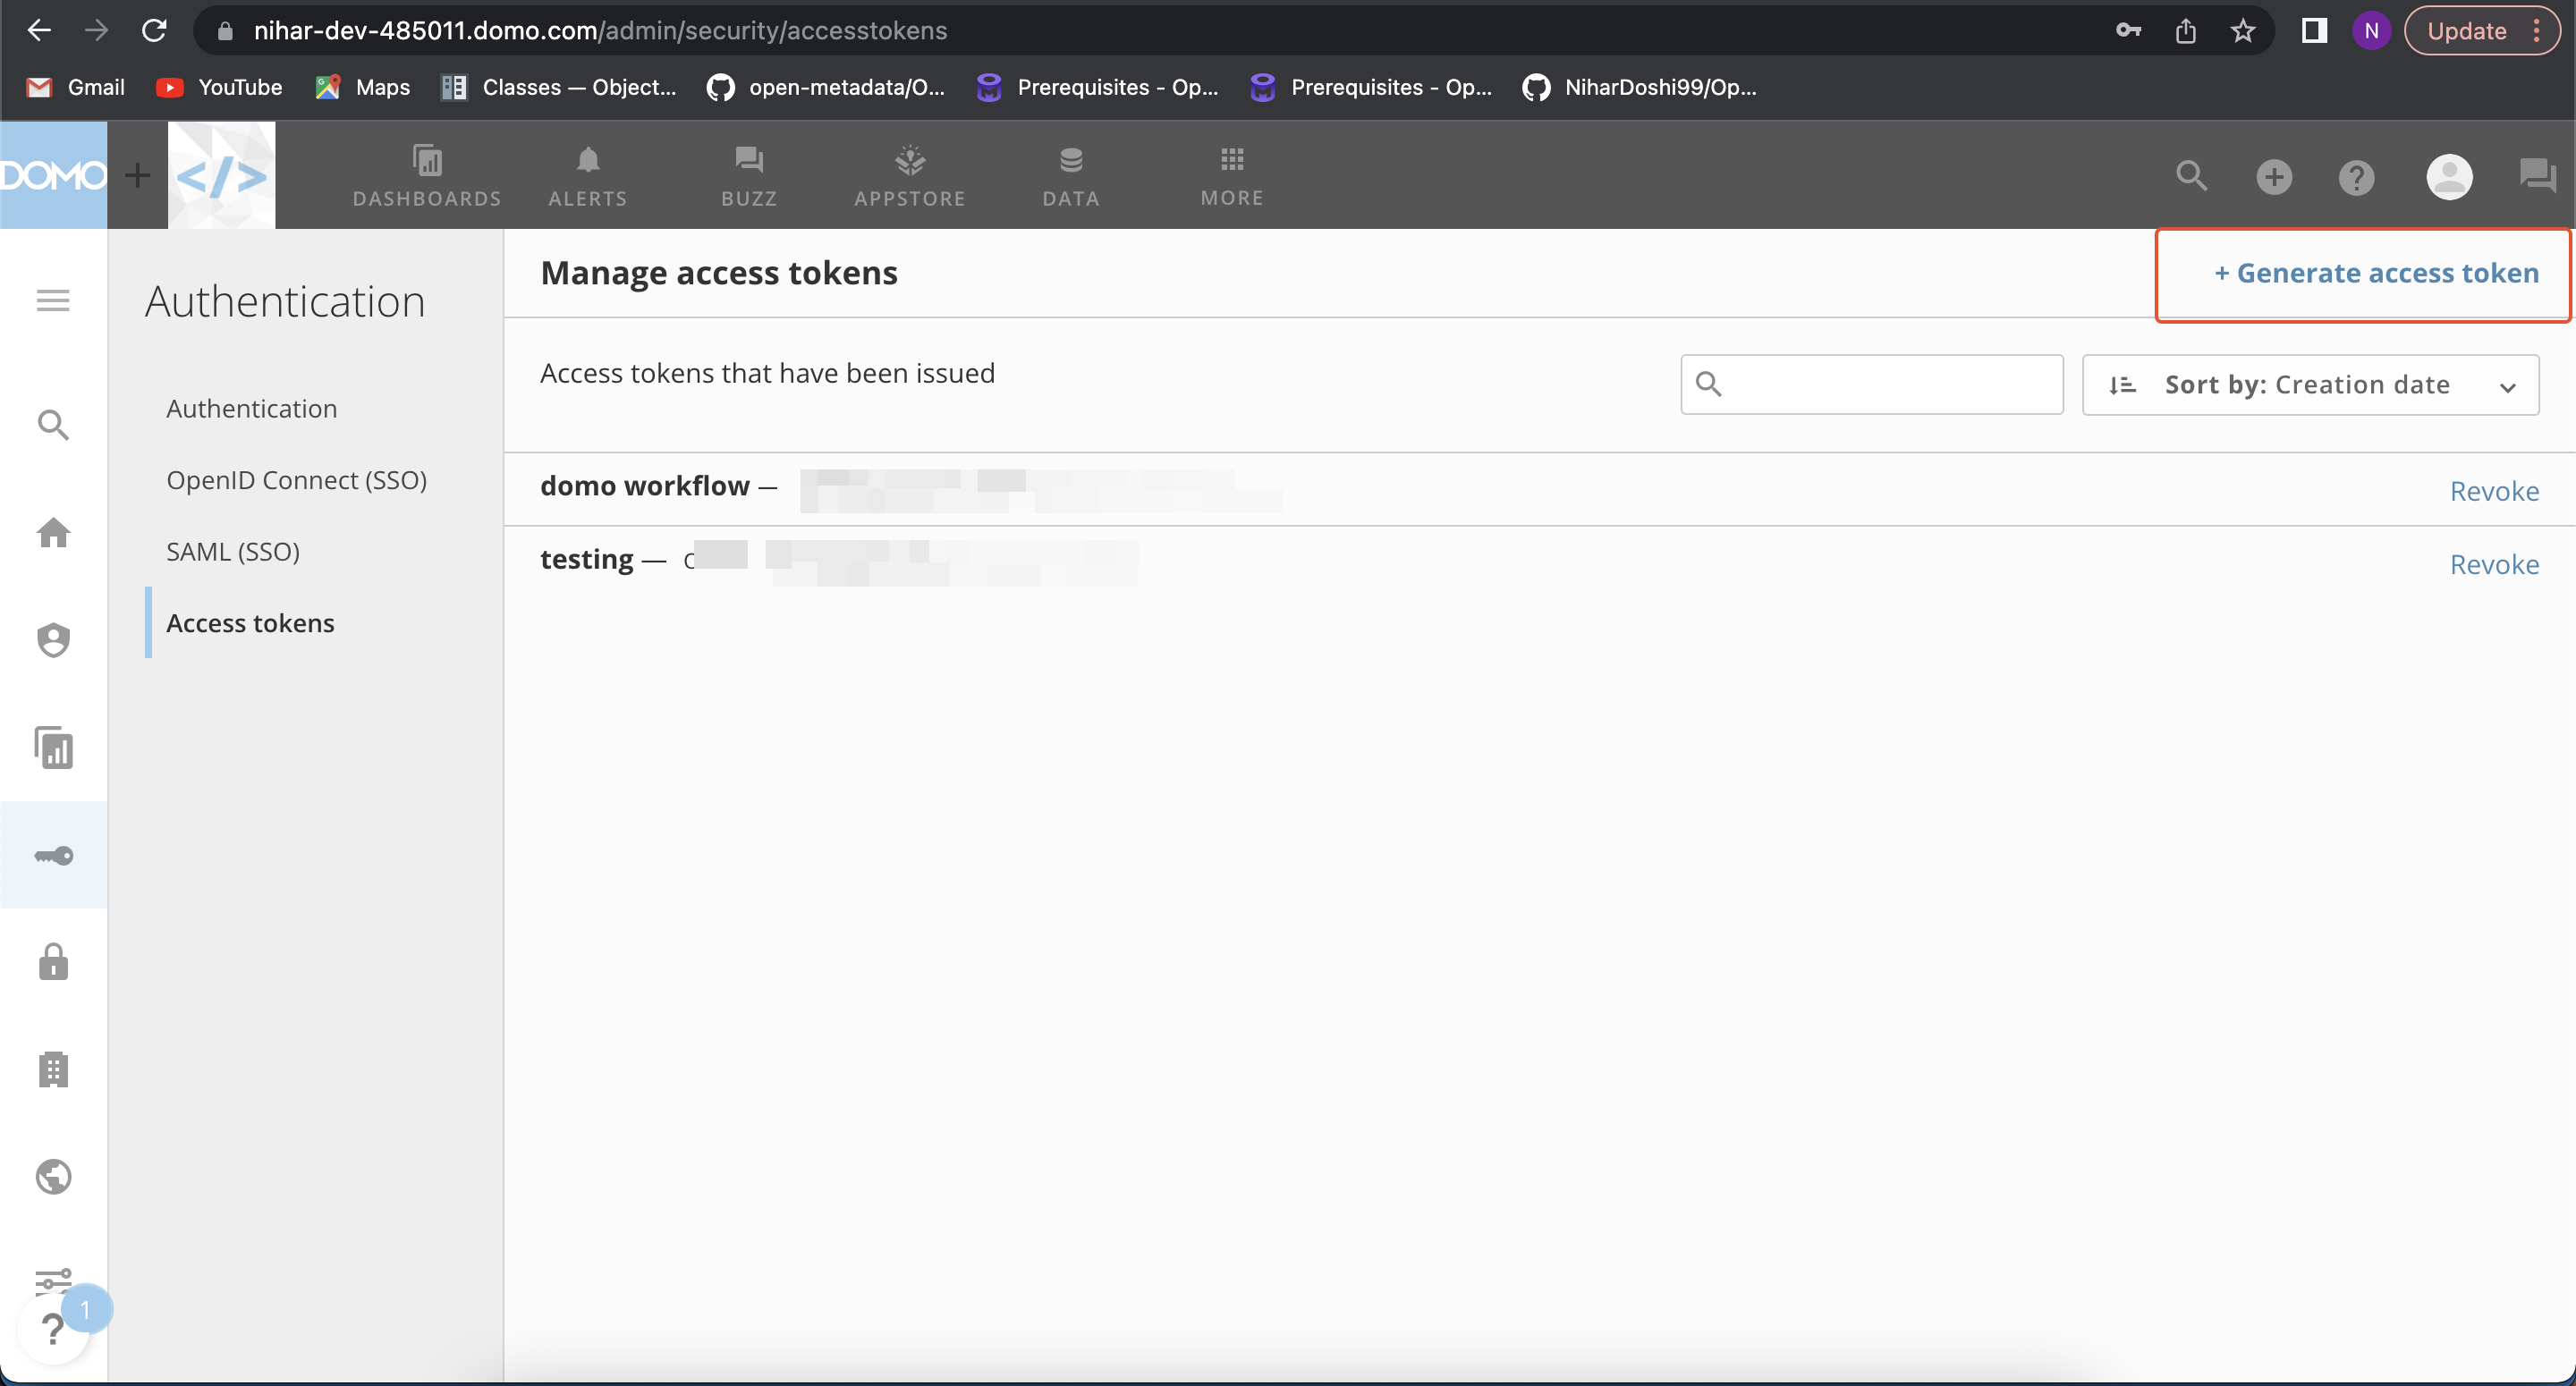 nihar-dev-485011.domo.com/admin/security/accesstokens
N
Update
Gmail
YouTube
Maps
Classes — Object...
open-metadata/O...
Prerequisites - Op...
Prerequisites - Op...
NiharDoshi99/Op...
DOMO
</>
DASHBOARDS
ALERTS
BUZZ
APPSTORE
DATA
MORE
Authentication
Authentication
OpenID Connect (SSO)
SAML (SSO)
Access tokens
Manage access tokens
+ Generate access token
Access tokens that have been issued
Sort by: Creation date
domo workflow —
Revoke
testing —
Revoke
?
1